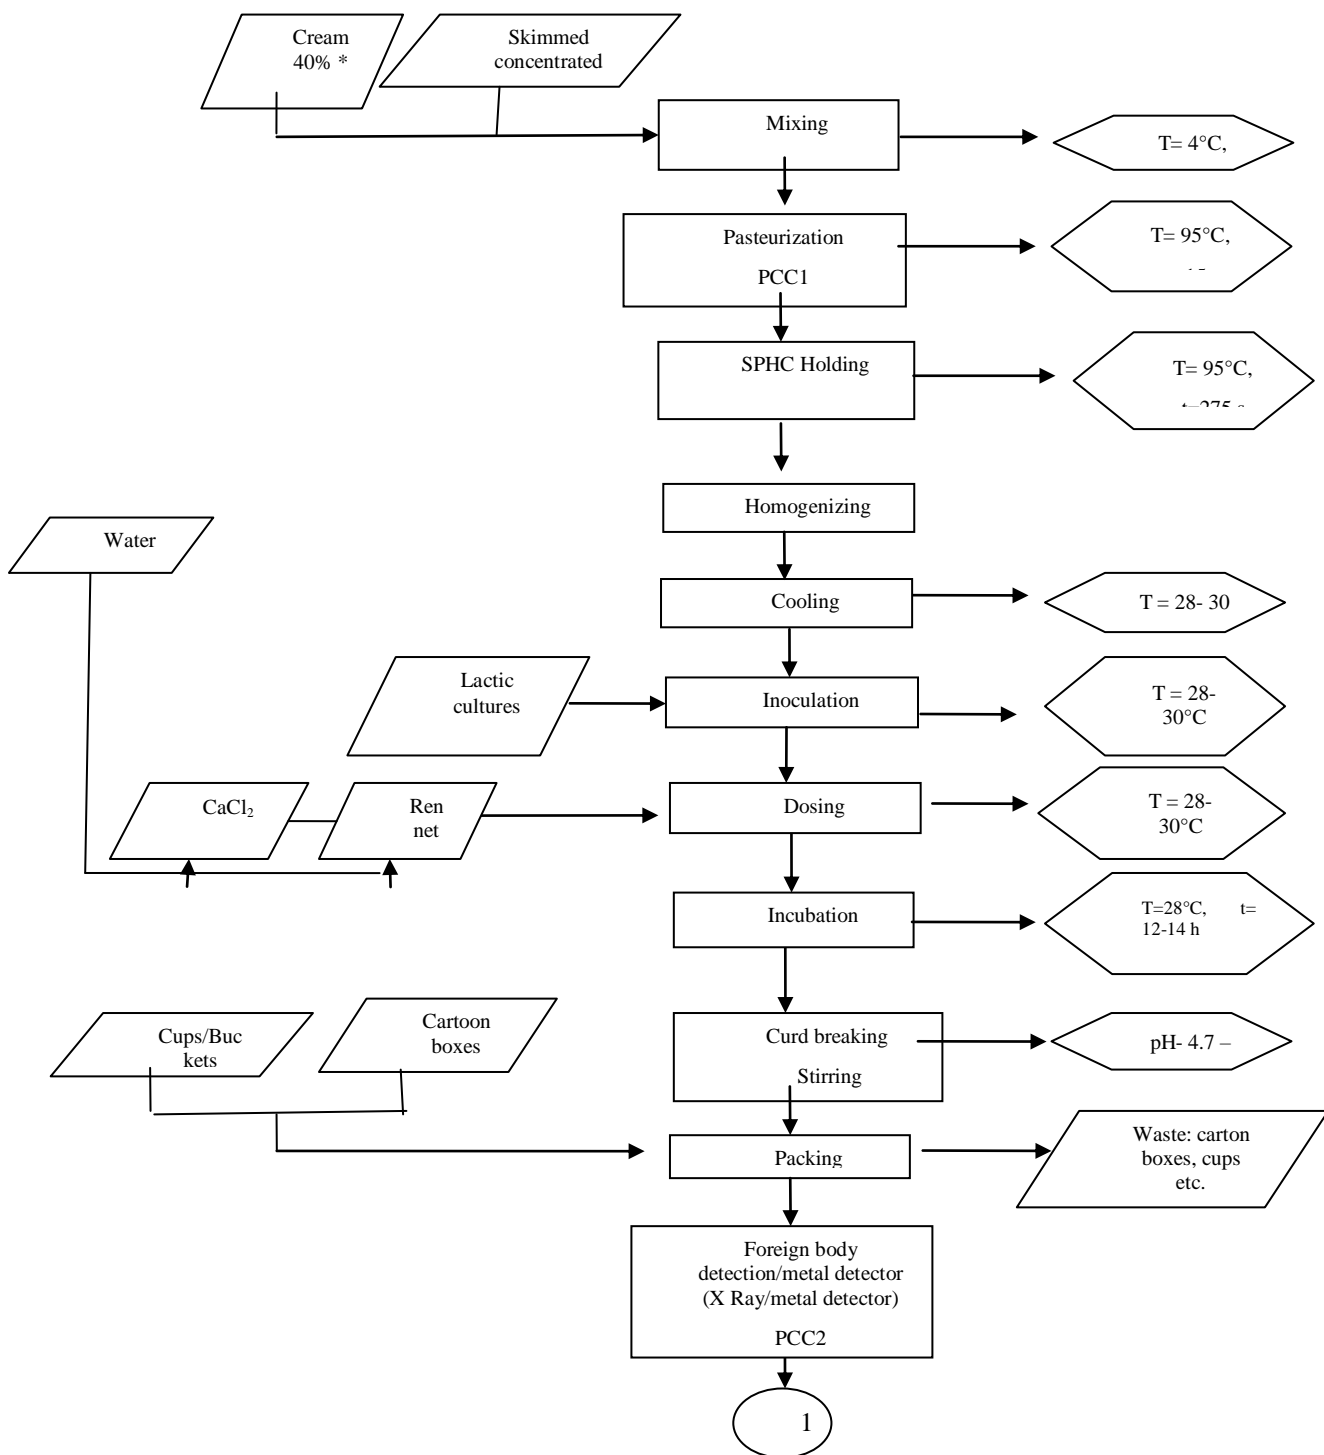 Cream
40% *
Skimmed
concentrated
Mixing
T= 4°C,
Pasteurization
PCC1
T= 95°C,
SPHC Holding
T= 95°C,
t=275 s
Homogenizing
Water
Cooling
T = 28- 30
Lactic
cultures
Inoculation
T = 28-
30°C
CaCl₂
Ren
net
Dosing
T = 28-
30°C
Incubation
T=28°C, t=
12-14 h
Cups/Buc
kets
Cartoon
boxes
Curd breaking
Stirring
pH- 4.7 –
Packing
Waste: carton
boxes, cups
etc.
Foreign body
detection/metal detector
(X Ray/metal detector)
PCC2
1